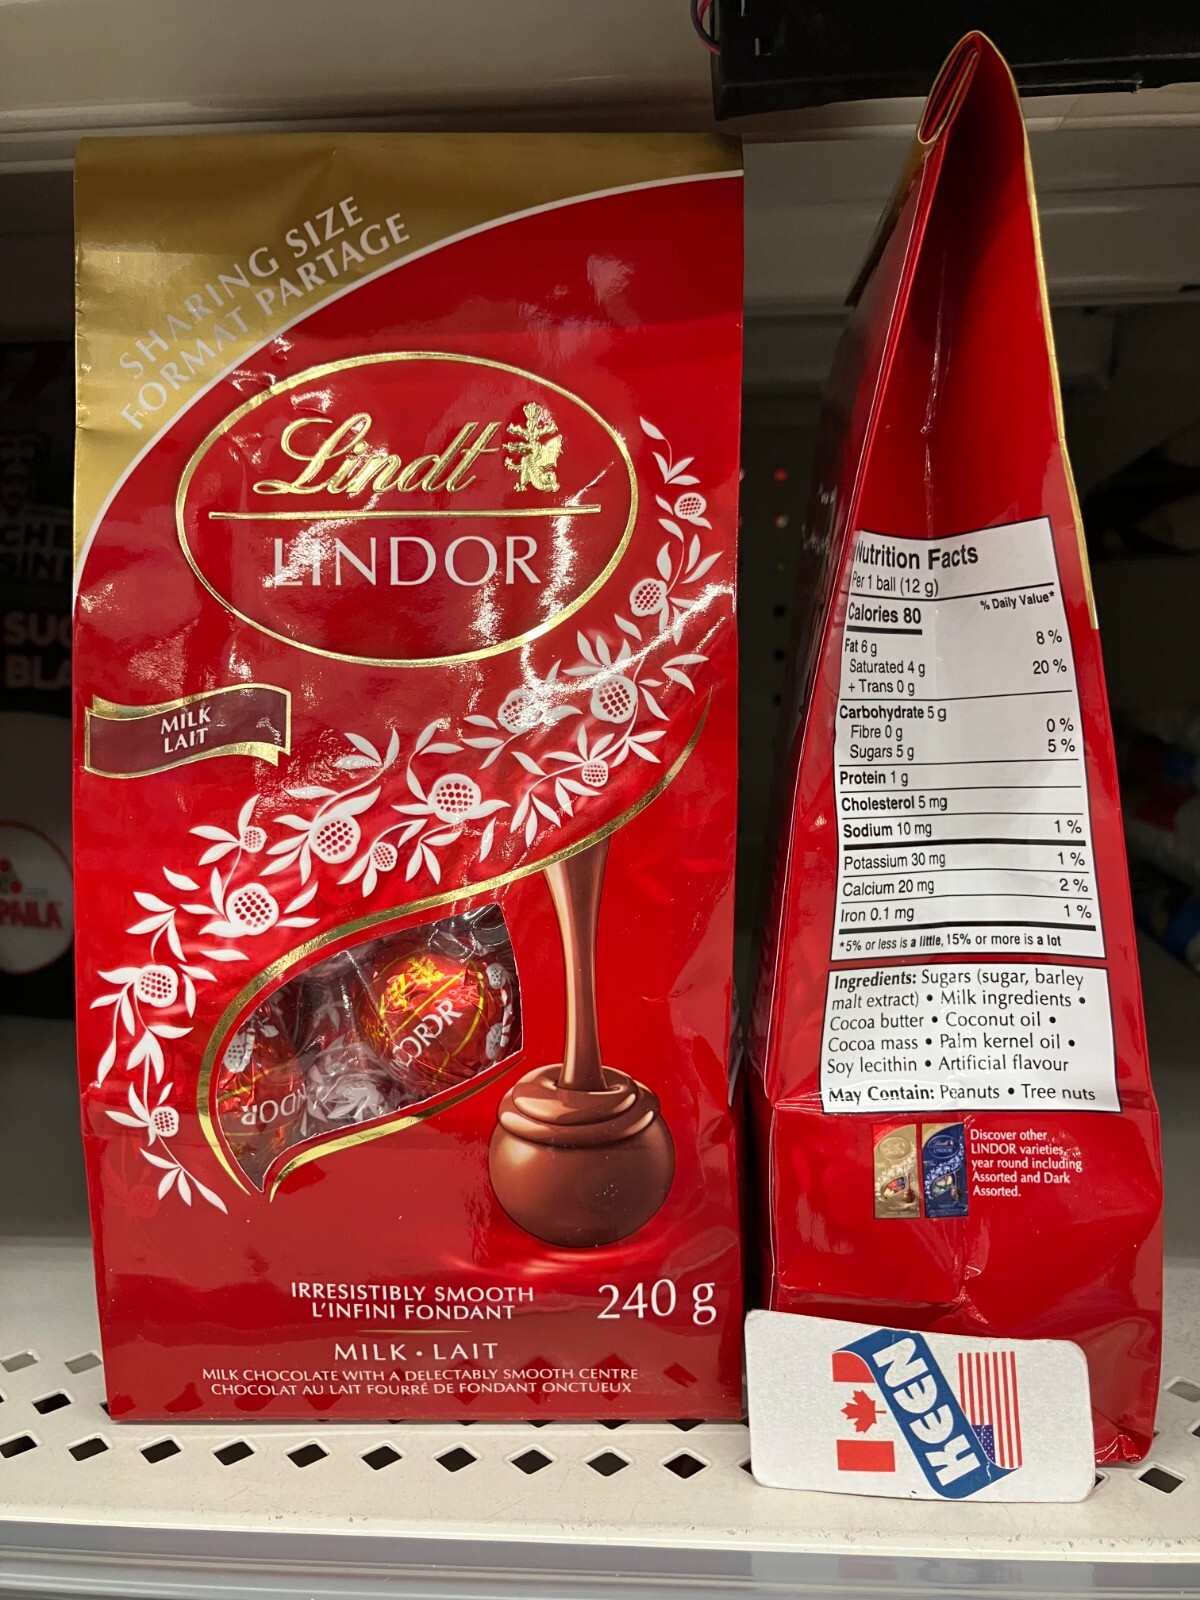 SHARING SIZE
FORMAT PARTAGE
Lindt
LINDOR
MILK
LAIT
LINDOR
IRRESISTIBLY SMOOTH
L'INFINI FONDANT
240 g
MILK • LAIT
MILK CHOCOLATE WITH A DELECTABLY SMOOTH CENTRE
CHOCOLAT AU LAIT FOURRÉ DE FONDANT ONCTUEUX
Nutrition Facts
Per 1 ball (12 g)
% Daily Value*
Calories 80
Fat 6 g 8 %
Saturated 4 g 20 %
+ Trans 0 g
Carbohydrate 5 g
Fibre 0 g 0 %
Sugars 5 g 5 %
Protein 1 g
Cholesterol 5 mg
Sodium 10 mg 1 %
Potassium 30 mg 1 %
Calcium 20 mg 2 %
Iron 0.1 mg 1 %
*5% or less is a little, 15% or more is a lot
Ingredients: Sugars (sugar, barley
malt extract) • Milk ingredients •
Cocoa butter • Coconut oil •
Cocoa mass • Palm kernel oil •
Soy lecithin • Artificial flavour
May Contain: Peanuts • Tree nuts
Discover other
LINDOR varieties,
year round including
Assorted and Dark
Assorted.
KEEN